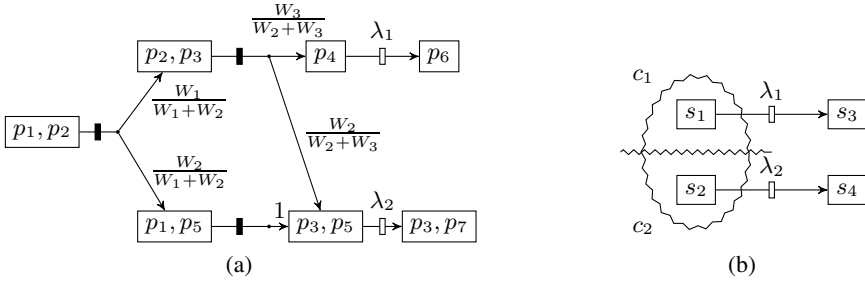 W₃
W₂+W₃
λ₁
p₂, p₃
p₄
p₆
W₁
W₁+W₂
p₁, p₂
W₂
W₂+W₃
W₂
W₁+W₂
1
λ₂
p₁, p₅
p₃, p₅
p₃, p₇
(a)
c₁
λ₁
s₁
s₃
λ₂
s₂
s₄
c₂
(b)